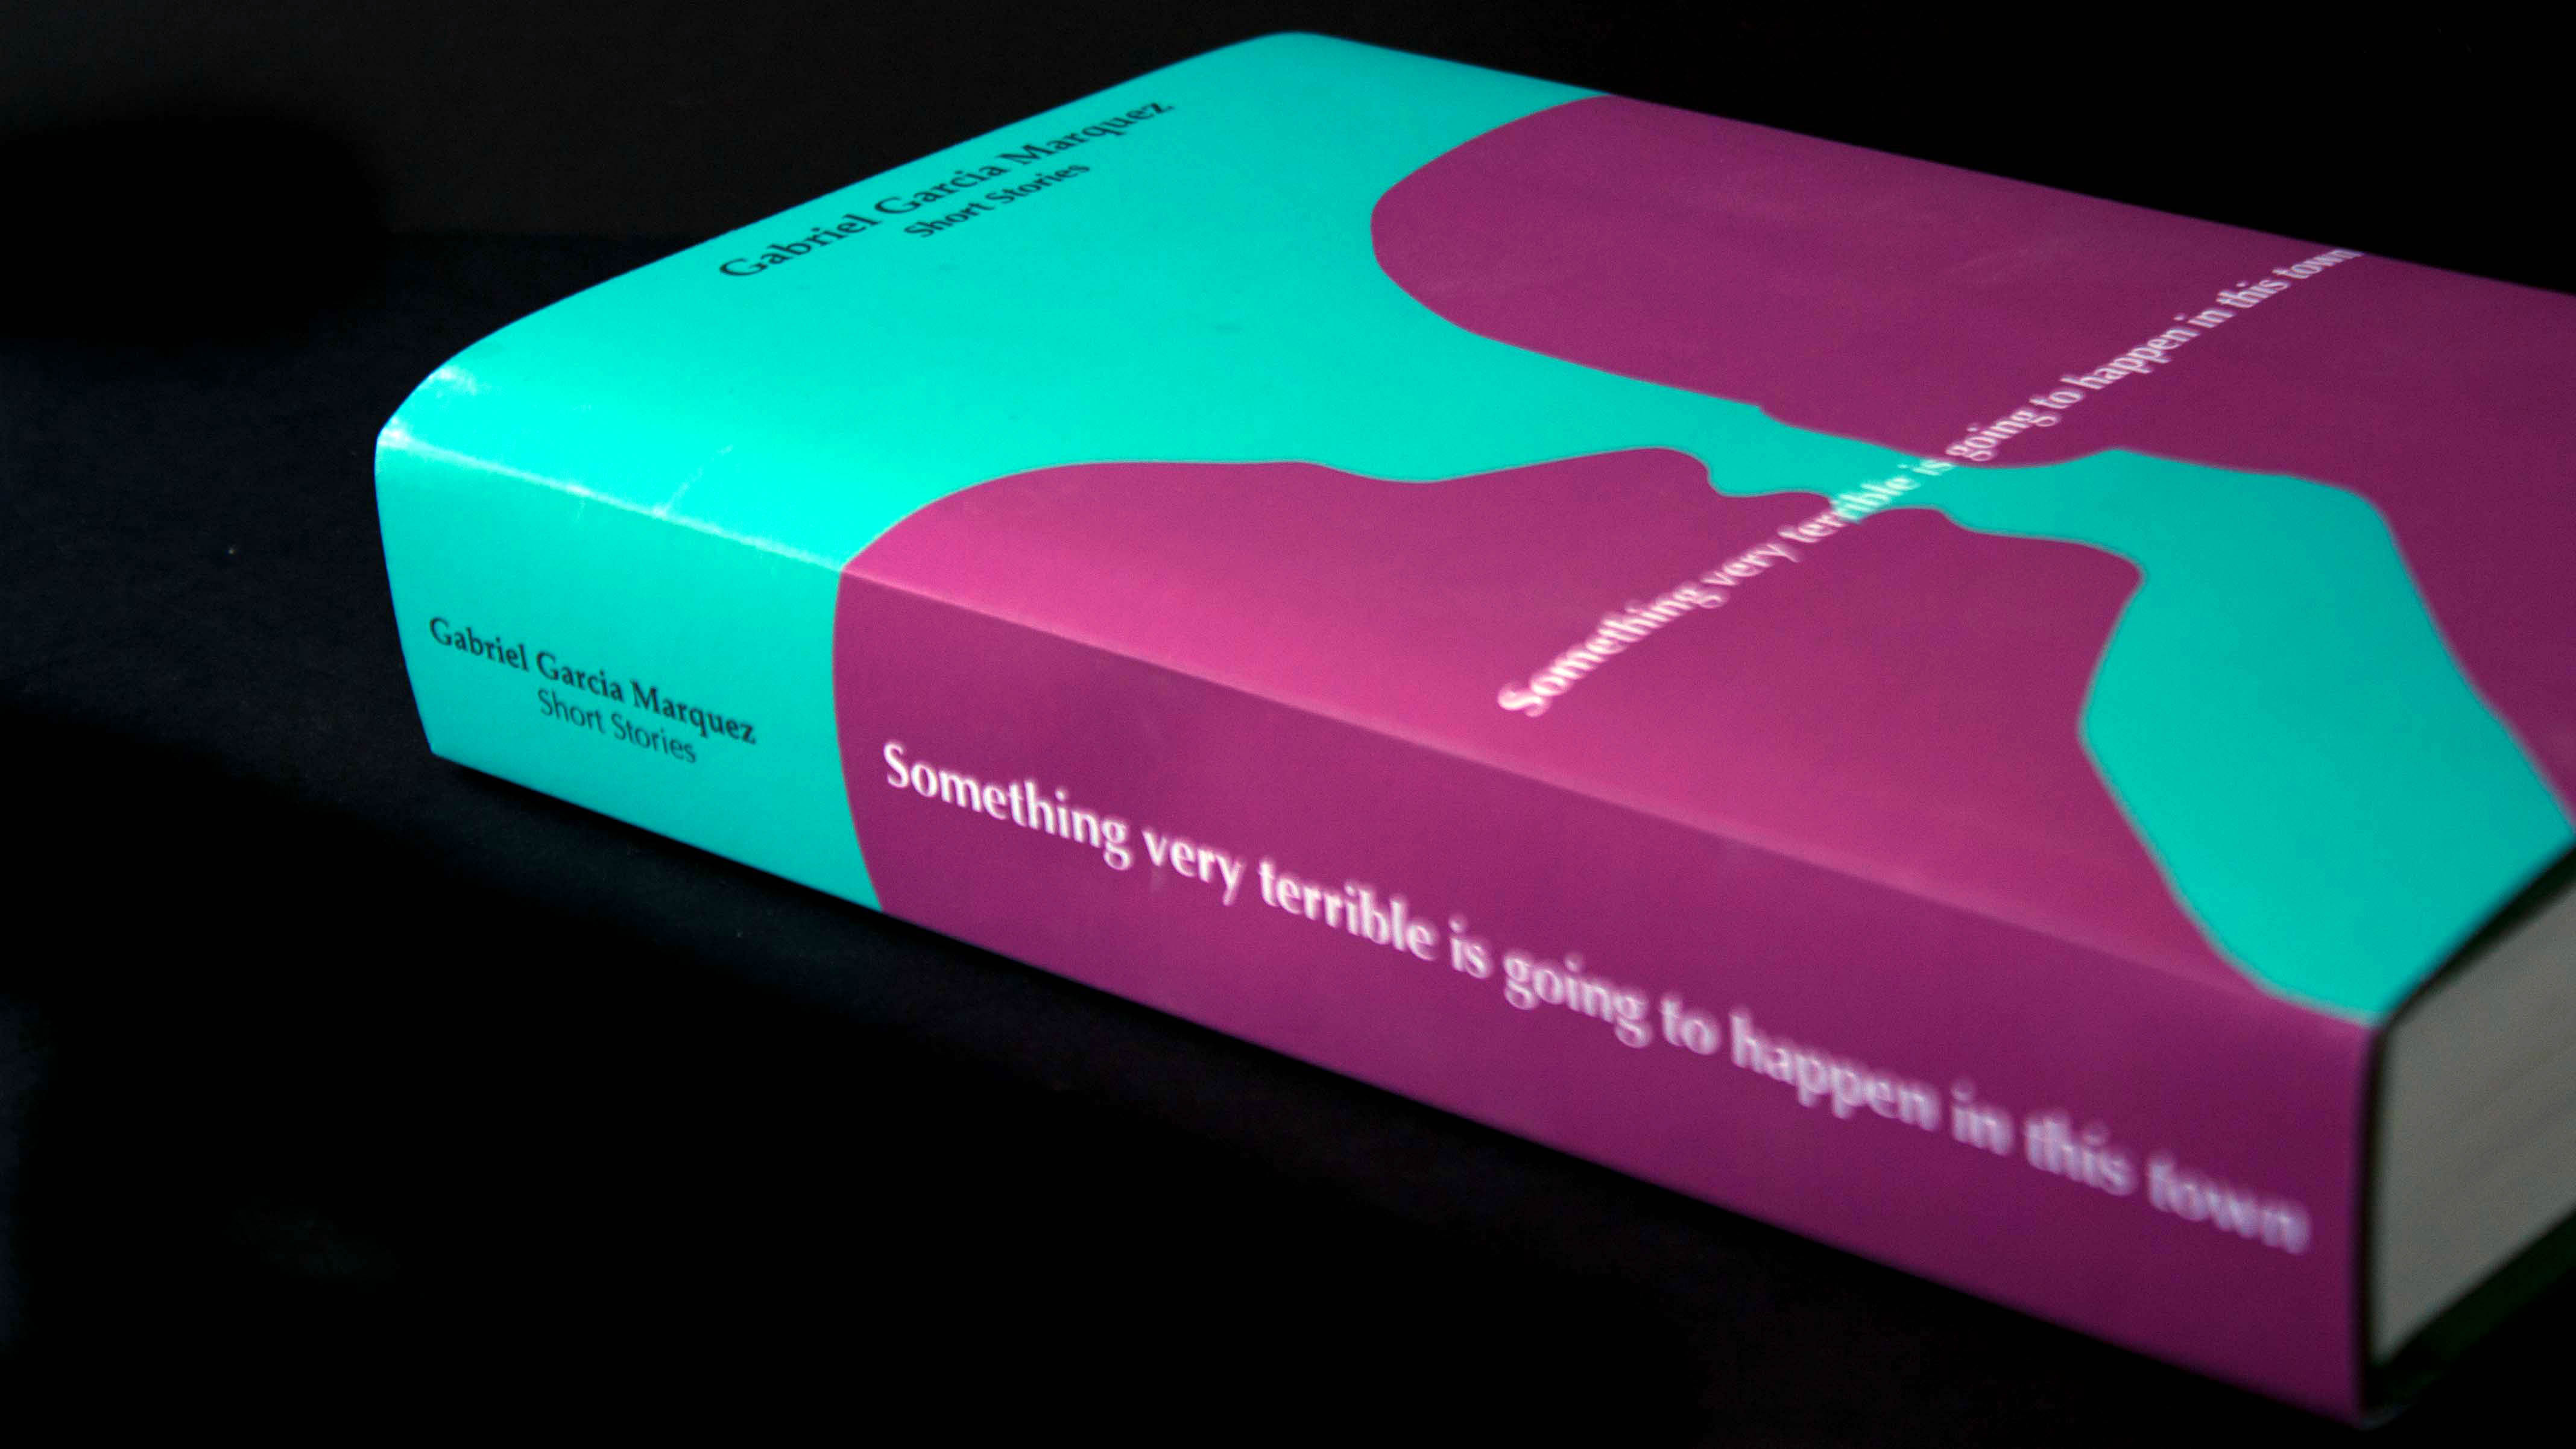 Gabriel Garcia Marquez
Short Stories
Something very terrible is going to happen in this town
Gabriel Garcia Marquez
Short Stories
Something very terrible is going to happen in this town